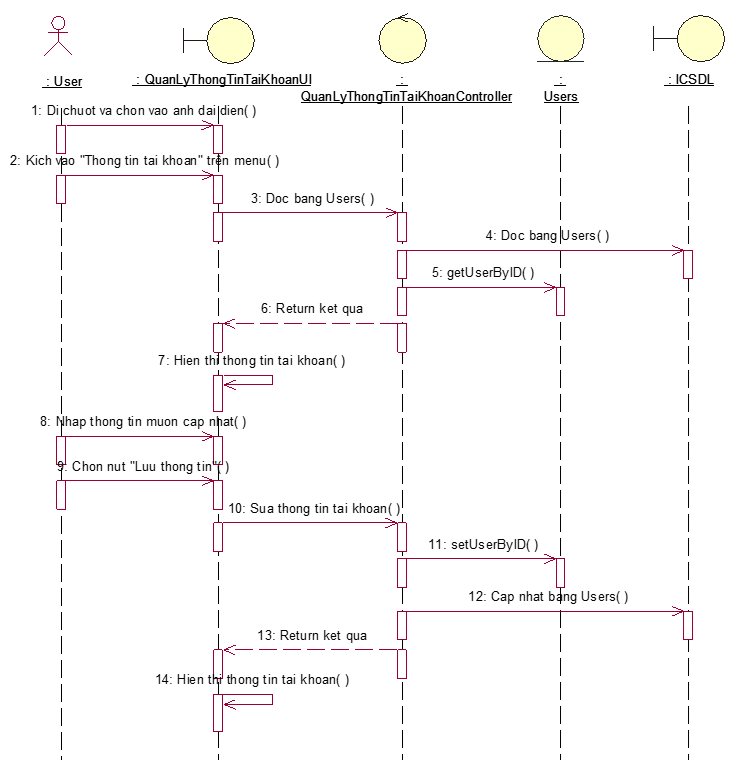 : User
: QuanLyThongTinTaiKhoanUI
:
QuanLyThongTinTaiKhoanController
:
Users
: ICSDL
1: Di chuot va chon vao anh dai dien( )
2: Kich vao "Thong tin tai khoan" trên menu( )
3: Doc bang Users( )
4: Doc bang Users( )
5: getUserByID( )
6: Return ket qua
7: Hien thi thong tin tai khoan( )
8: Nhap thong tin muon cap nhat( )
9: Chon nut "Luu thong tin"( )
10: Sua thong tin tai khoan( )
11: setUserByID( )
12: Cap nhat bang Users( )
13: Return ket qua
14: Hien thi thong tin tai khoan( )